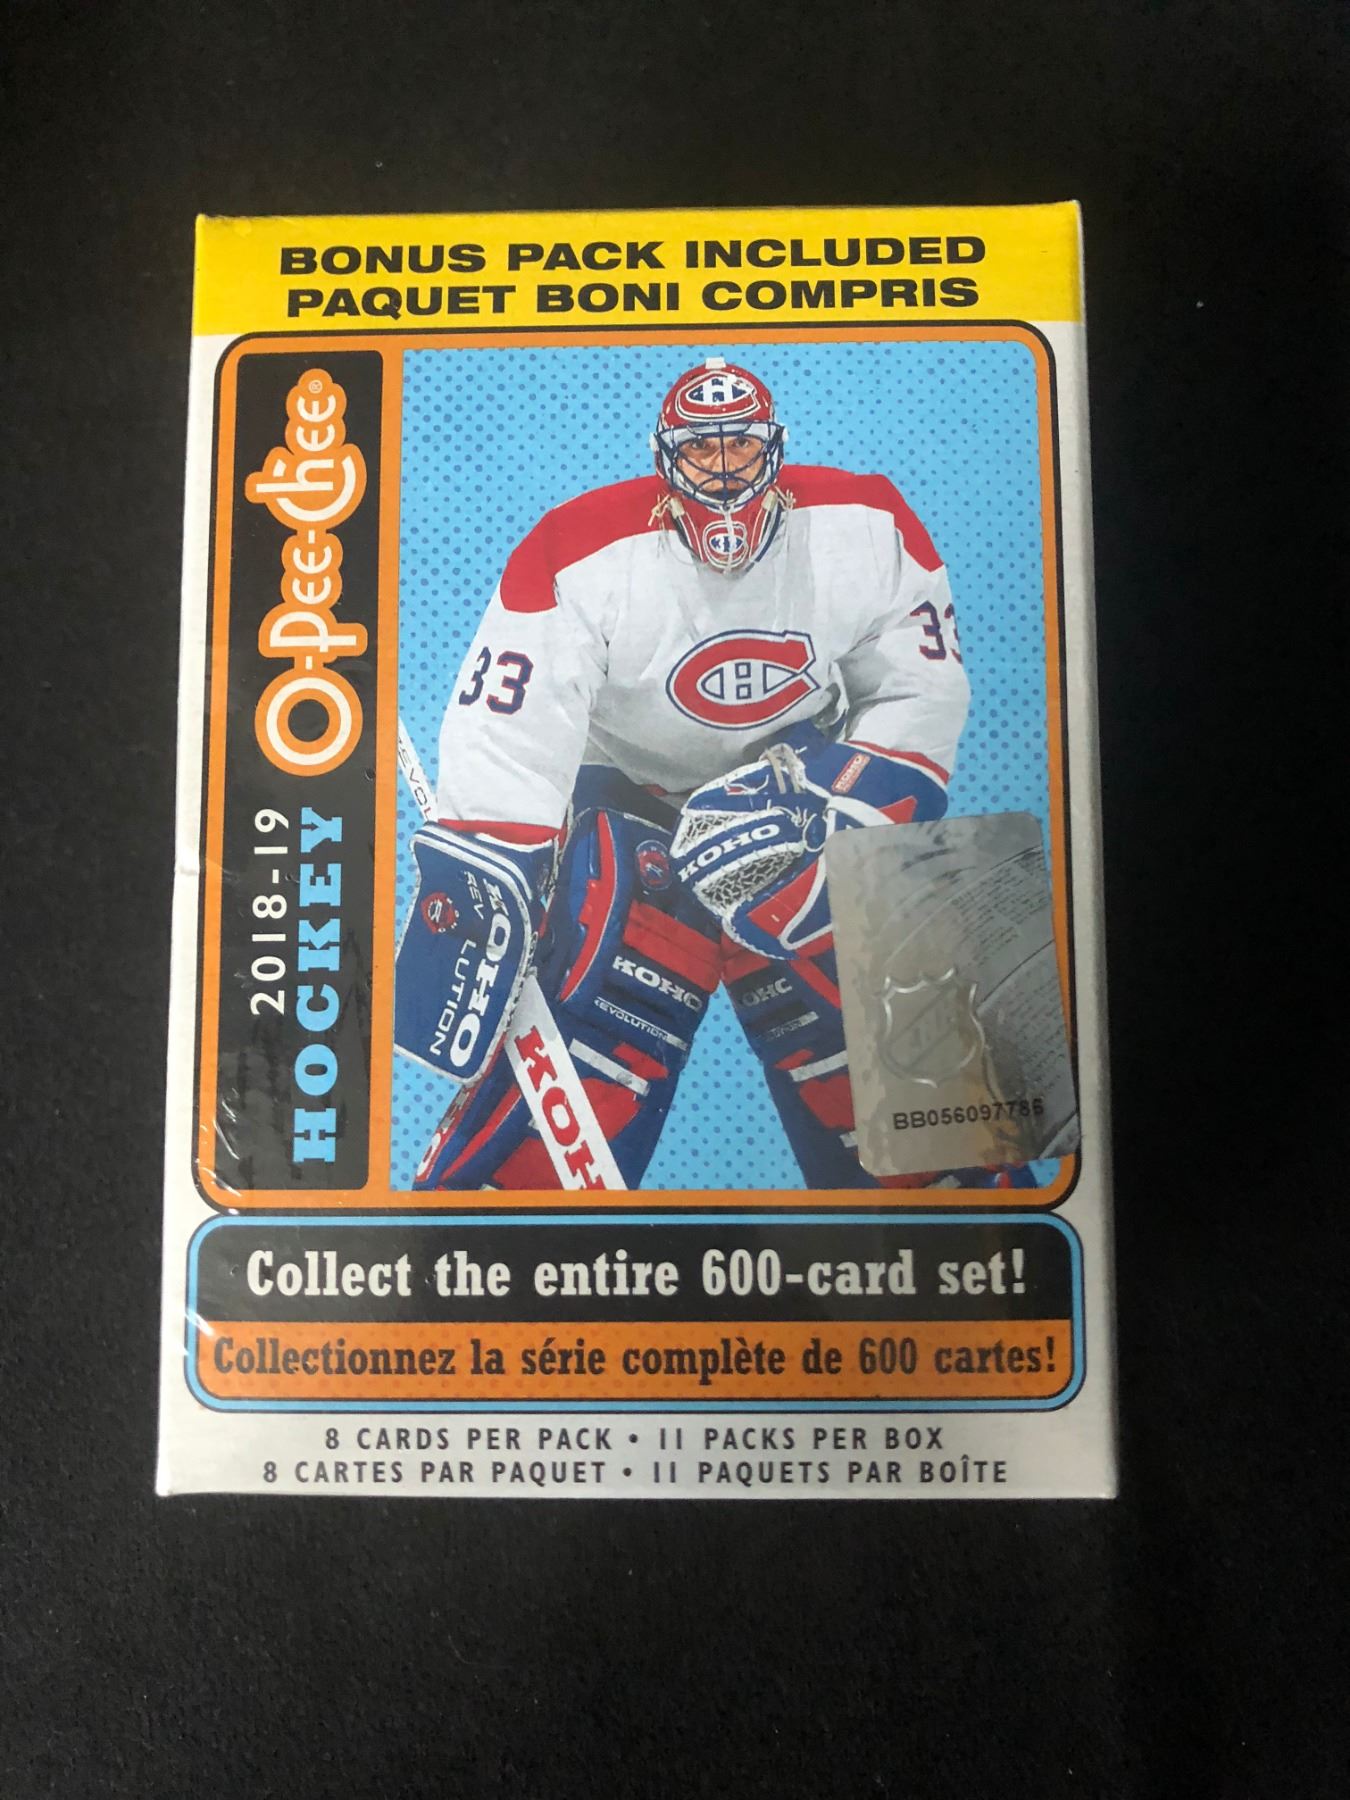 BONUS PACK INCLUDED
PAQUET BONI COMPRIS
O-Pee-Chee®
2018-19
HOCKEY
33
33
KOHO
KOHO
REVOLUTION
KOHO
KOHO
REVOLUTION
BB056097786
Collect the entire 600-card set!
Collectionnez la série complète de 600 cartes!
8 CARDS PER PACK • 11 PACKS PER BOX
8 CARTES PAR PAQUET • 11 PAQUETS PAR BOÎTE